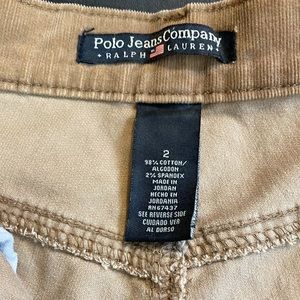 Polo Jeans Company
RALPH LAUREN
2
98% COTTON/
ALGODON
2% SPANDEX
MADE IN
JORDAN
HECHO EN
JORDANIA
RN67437
SEE REVERSE SIDE
CUIDADO VER
AL DORSO